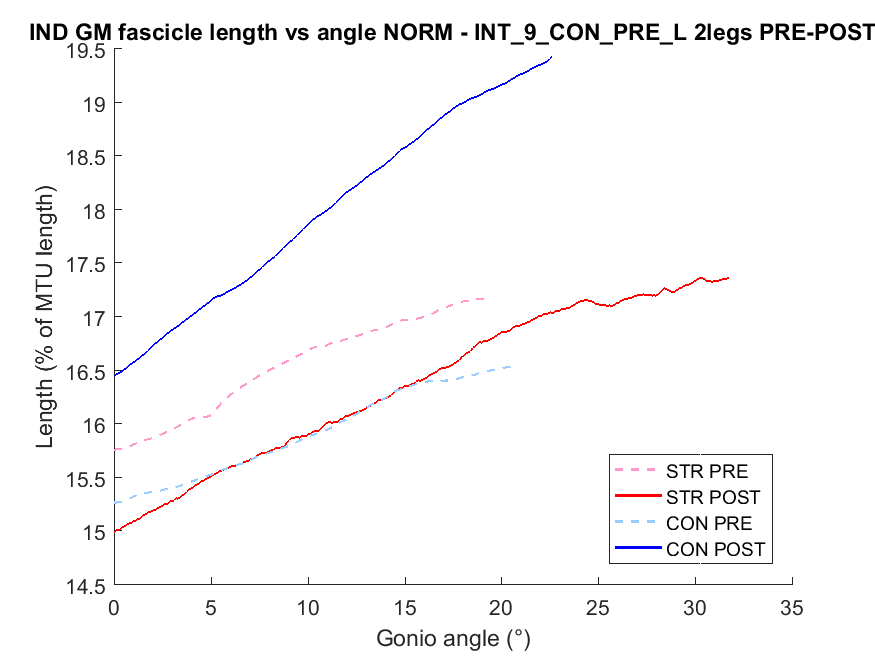 IND GM fascicle length vs angle NORM - INT_9_CON_PRE_L 2legs PRE-POST
19.5
19
18.5
18
17.5
17
16.5
16
15.5
15
14.5
Length (% of MTU length)
0 5 10 15 20 25 30 35
Gonio angle (°)
STR PRE
STR POST
CON PRE
CON POST